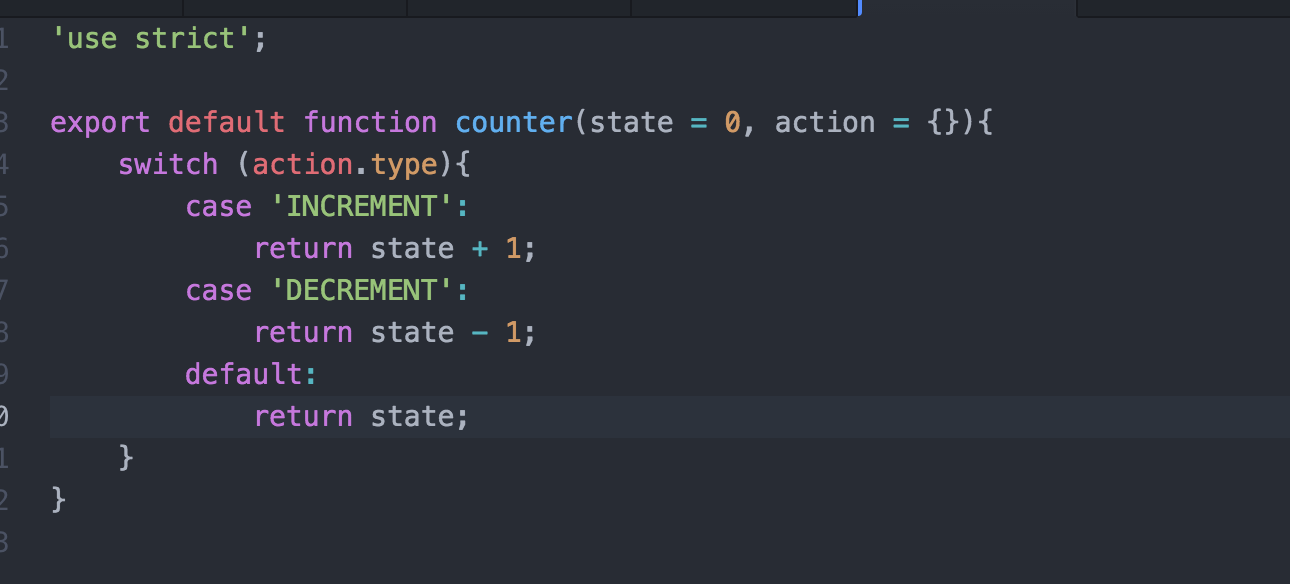 1 'use strict';
2
3 export default function counter(state = 0, action = {}){
4 switch (action.type){
5 case 'INCREMENT':
6 return state + 1;
7 case 'DECREMENT':
8 return state - 1;
9 default:
0 return state;
1 }
2 }
3